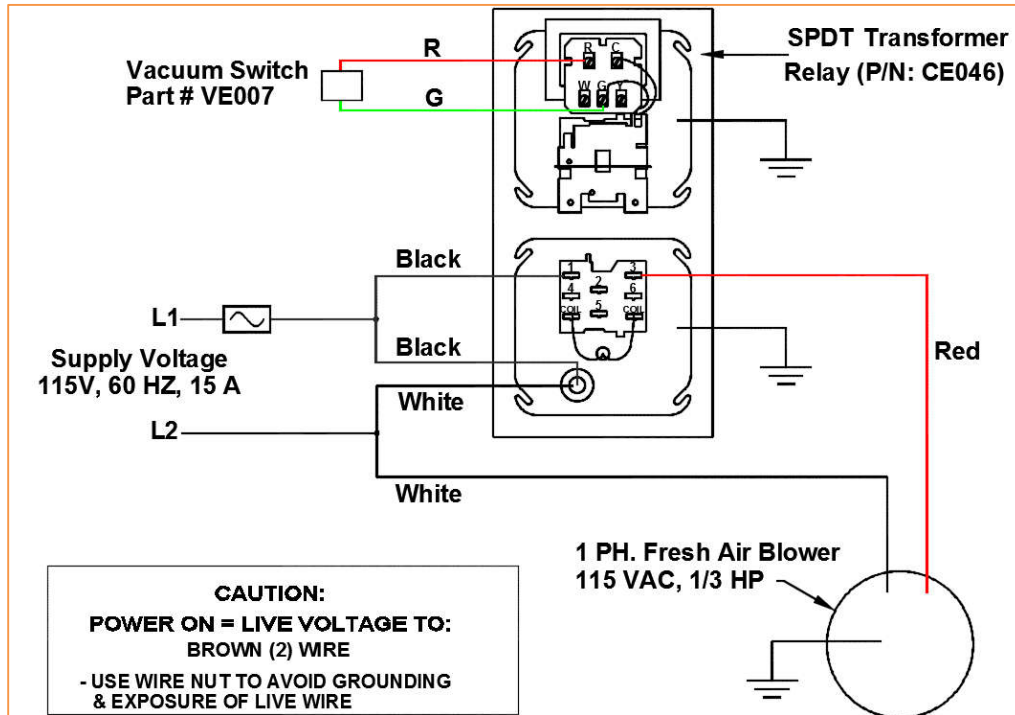 SPDT Transformer
Relay (P/N: CE046)
R
Vacuum Switch
Part # VE007
G
R C
W G Y
Black
1 3
2
4 6
5
COIL COIL
L1
Supply Voltage
115V, 60 HZ, 15 A
Black
Red
White
L2
White
1 PH. Fresh Air Blower
115 VAC, 1/3 HP
CAUTION:
POWER ON = LIVE VOLTAGE TO:
BROWN (2) WIRE
- USE WIRE NUT TO AVOID GROUNDING
& EXPOSURE OF LIVE WIRE